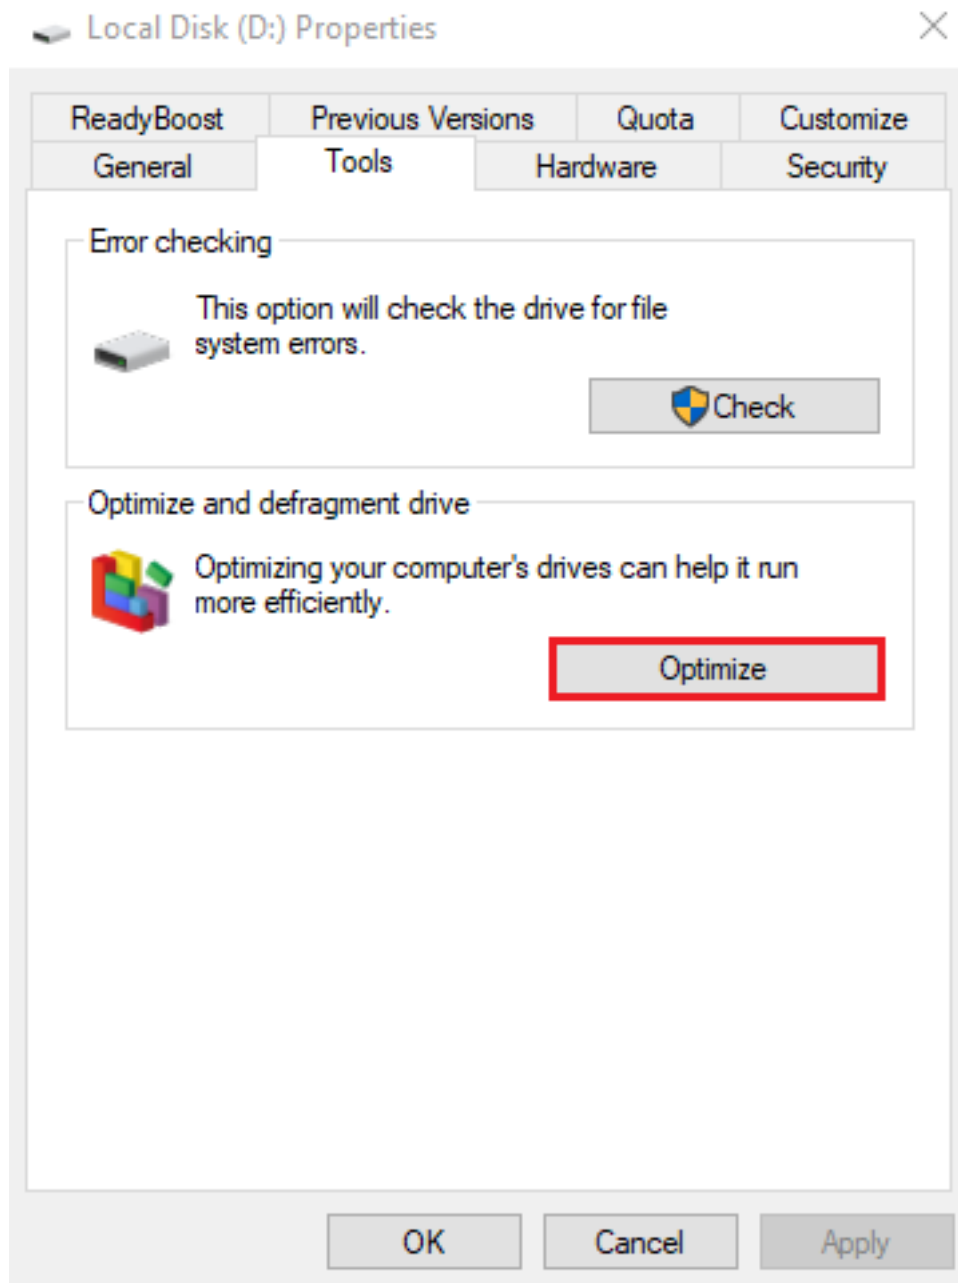 Local Disk (D:) Properties
ReadyBoost Previous Versions Quota Customize
General Tools Hardware Security
Error checking
This option will check the drive for file
system errors.
Check
Optimize and defragment drive
Optimizing your computer's drives can help it run
more efficiently.
Optimize
OK Cancel Apply